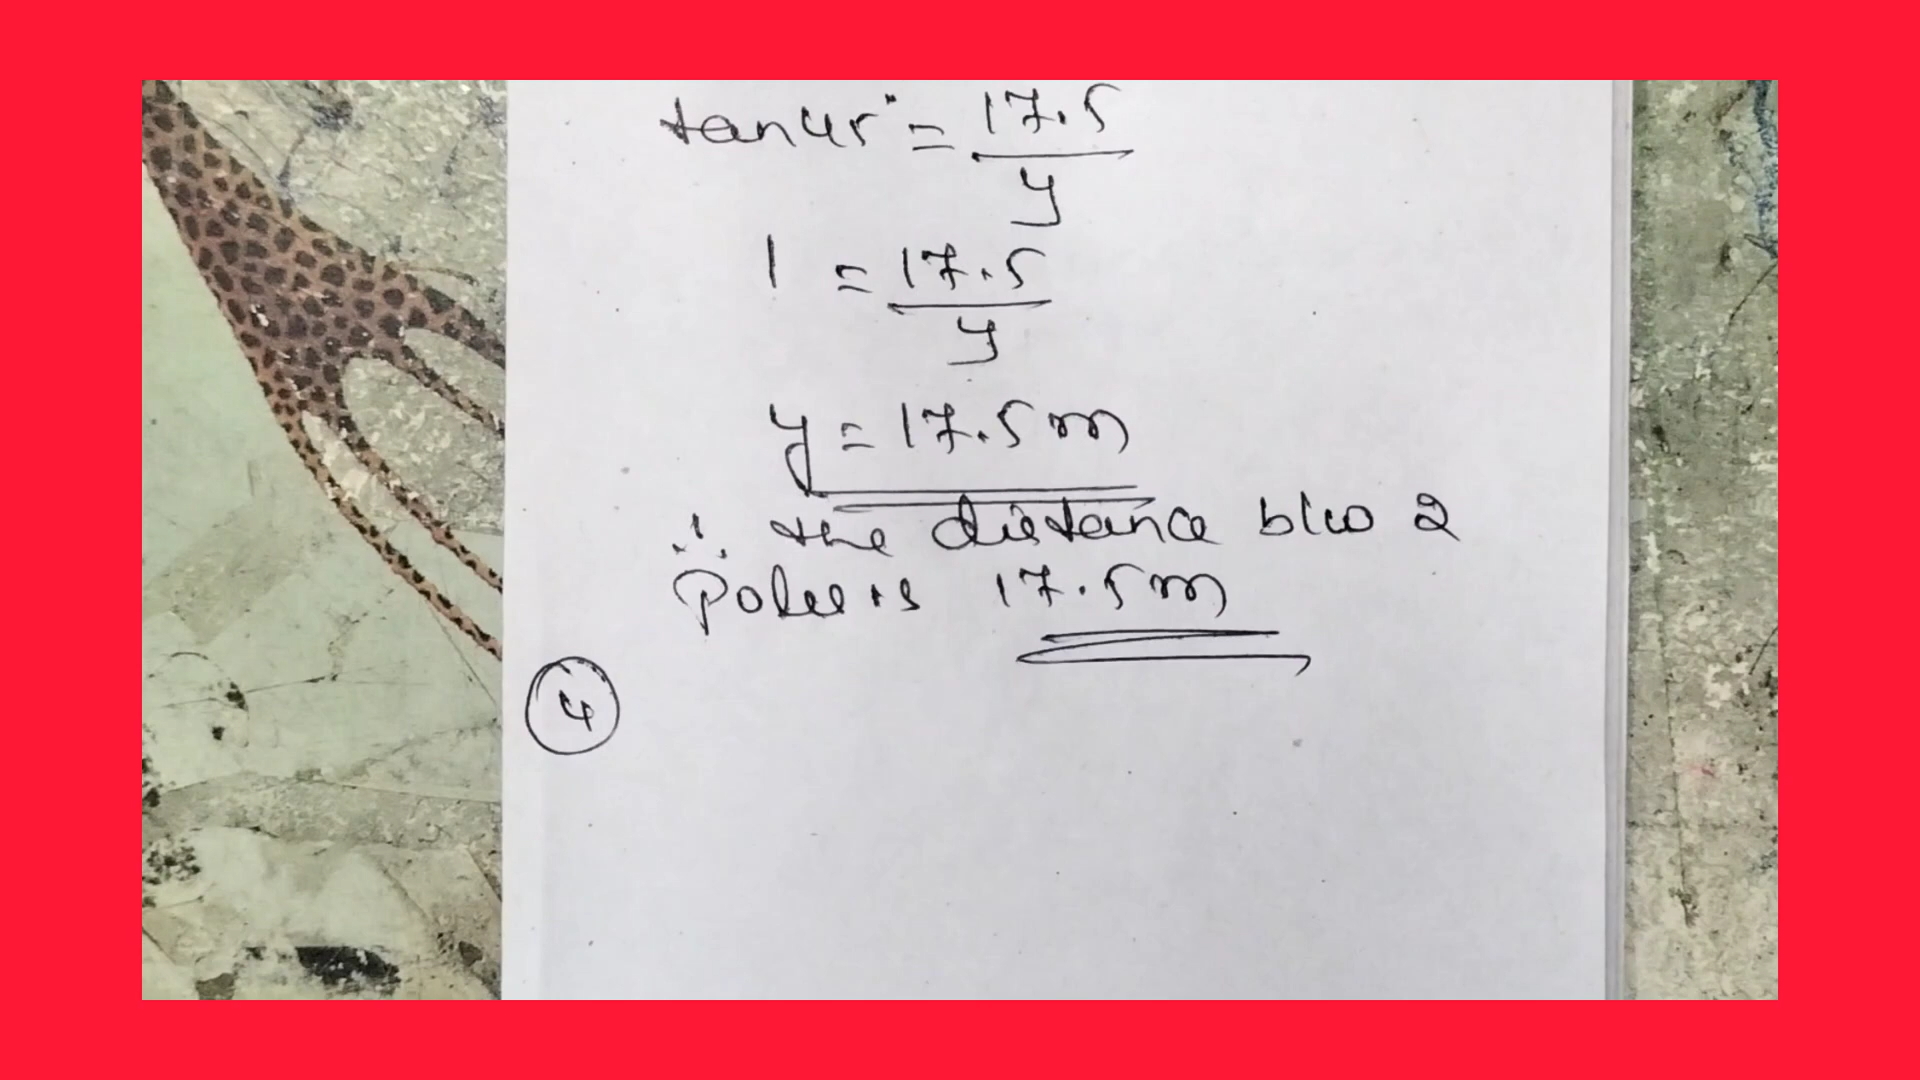 tan45° = 17.5/y
1 = 17.5/y
y = 17.5m
∴ the distance b/w 2
Poles is 17.5m
4